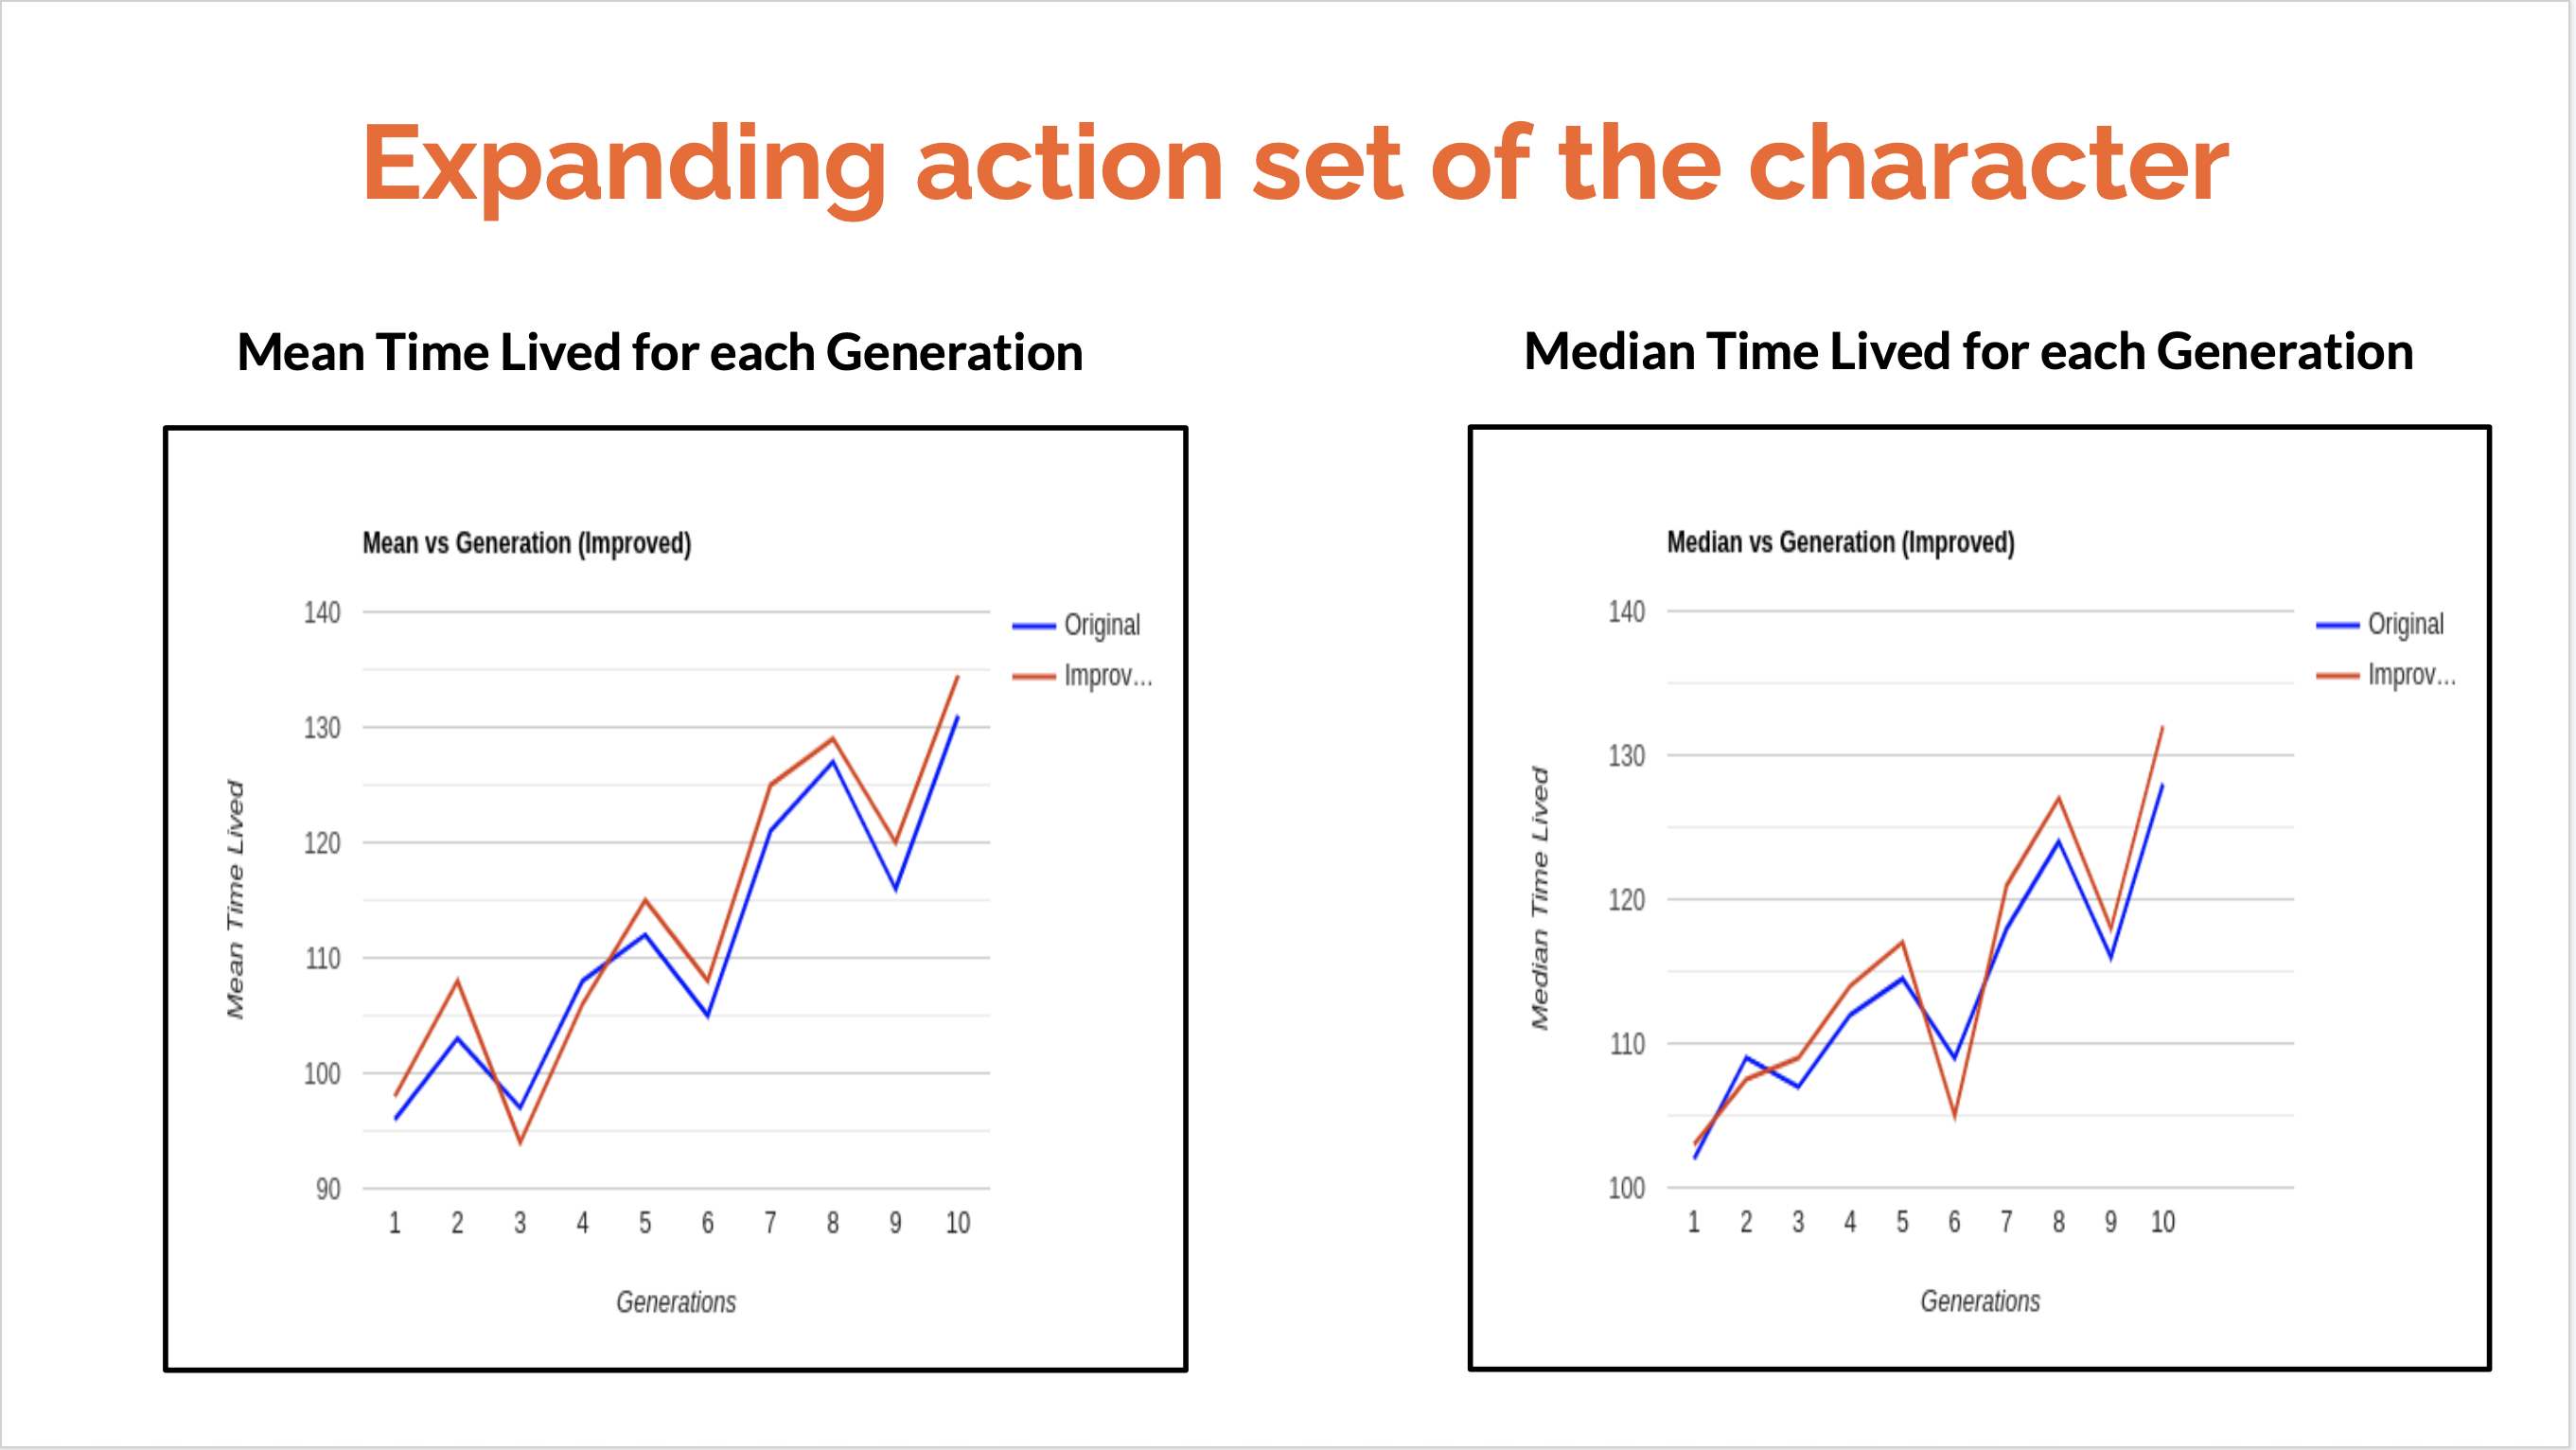 Expanding action set of the character
Mean Time Lived for each Generation
Mean vs Generation (Improved)
140
130
120
110
100
90
Mean Time Lived
1 2 3 4 5 6 7 8 9 10
Generations
Original
Improv...
Median Time Lived for each Generation
Median vs Generation (Improved)
140
130
120
110
100
Median Time Lived
1 2 3 4 5 6 7 8 9 10
Generations
Original
Improv...